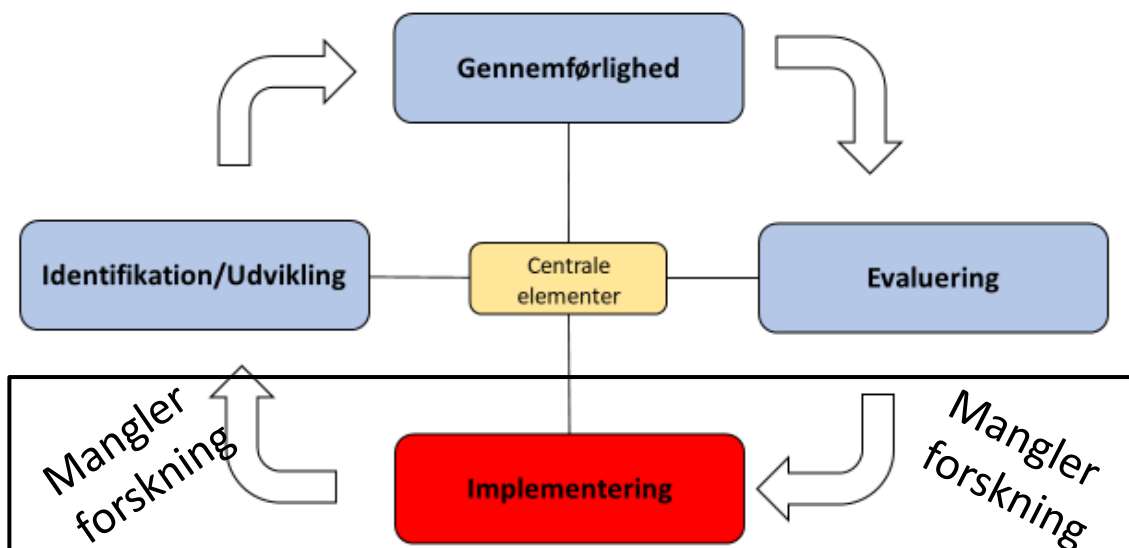 Gennemførlighed
Identifikation/Udvikling
Centrale
elementer
Evaluering
Mangler
forskning
Implementering
Mangler
forskning